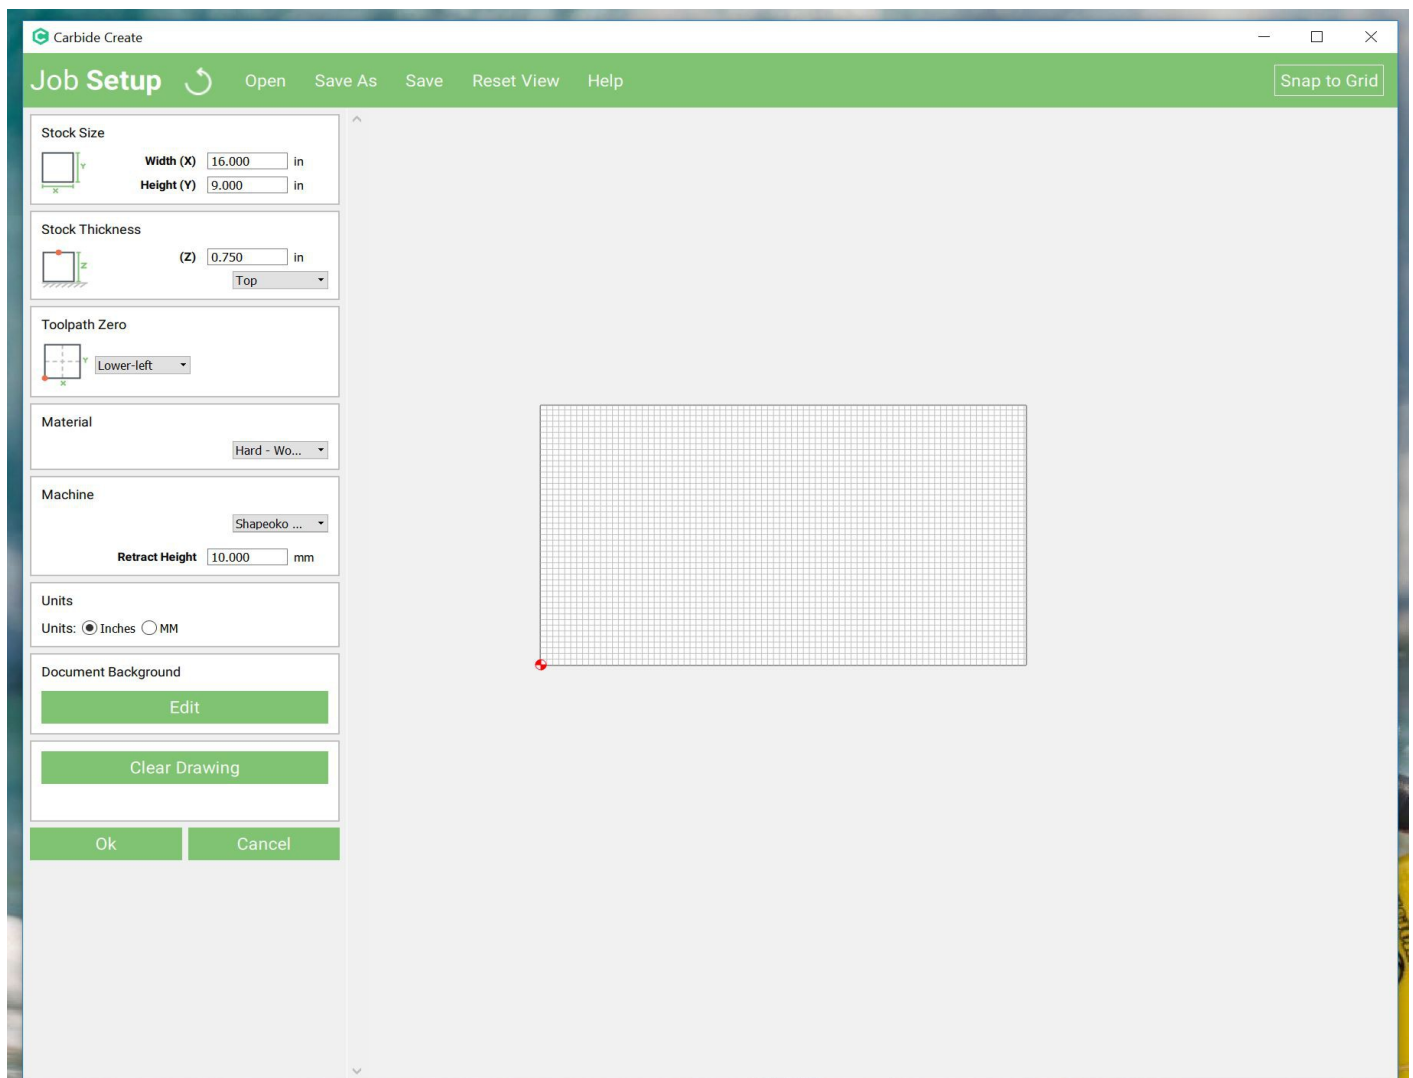 Carbide Create
Job Setup Open Save As Save Reset View Help Snap to Grid
Stock Size
Y
X
Width (X) 16.000 in
Height (Y) 9.000 in
Stock Thickness
Z
(Z) 0.750 in
Top
Toolpath Zero
Y
X
Lower-left
Material
Hard - Wo...
Machine
Shapeoko ...
Retract Height 10.000 mm
Units
Units: Inches MM
Document Background
Edit
Clear Drawing
Ok Cancel